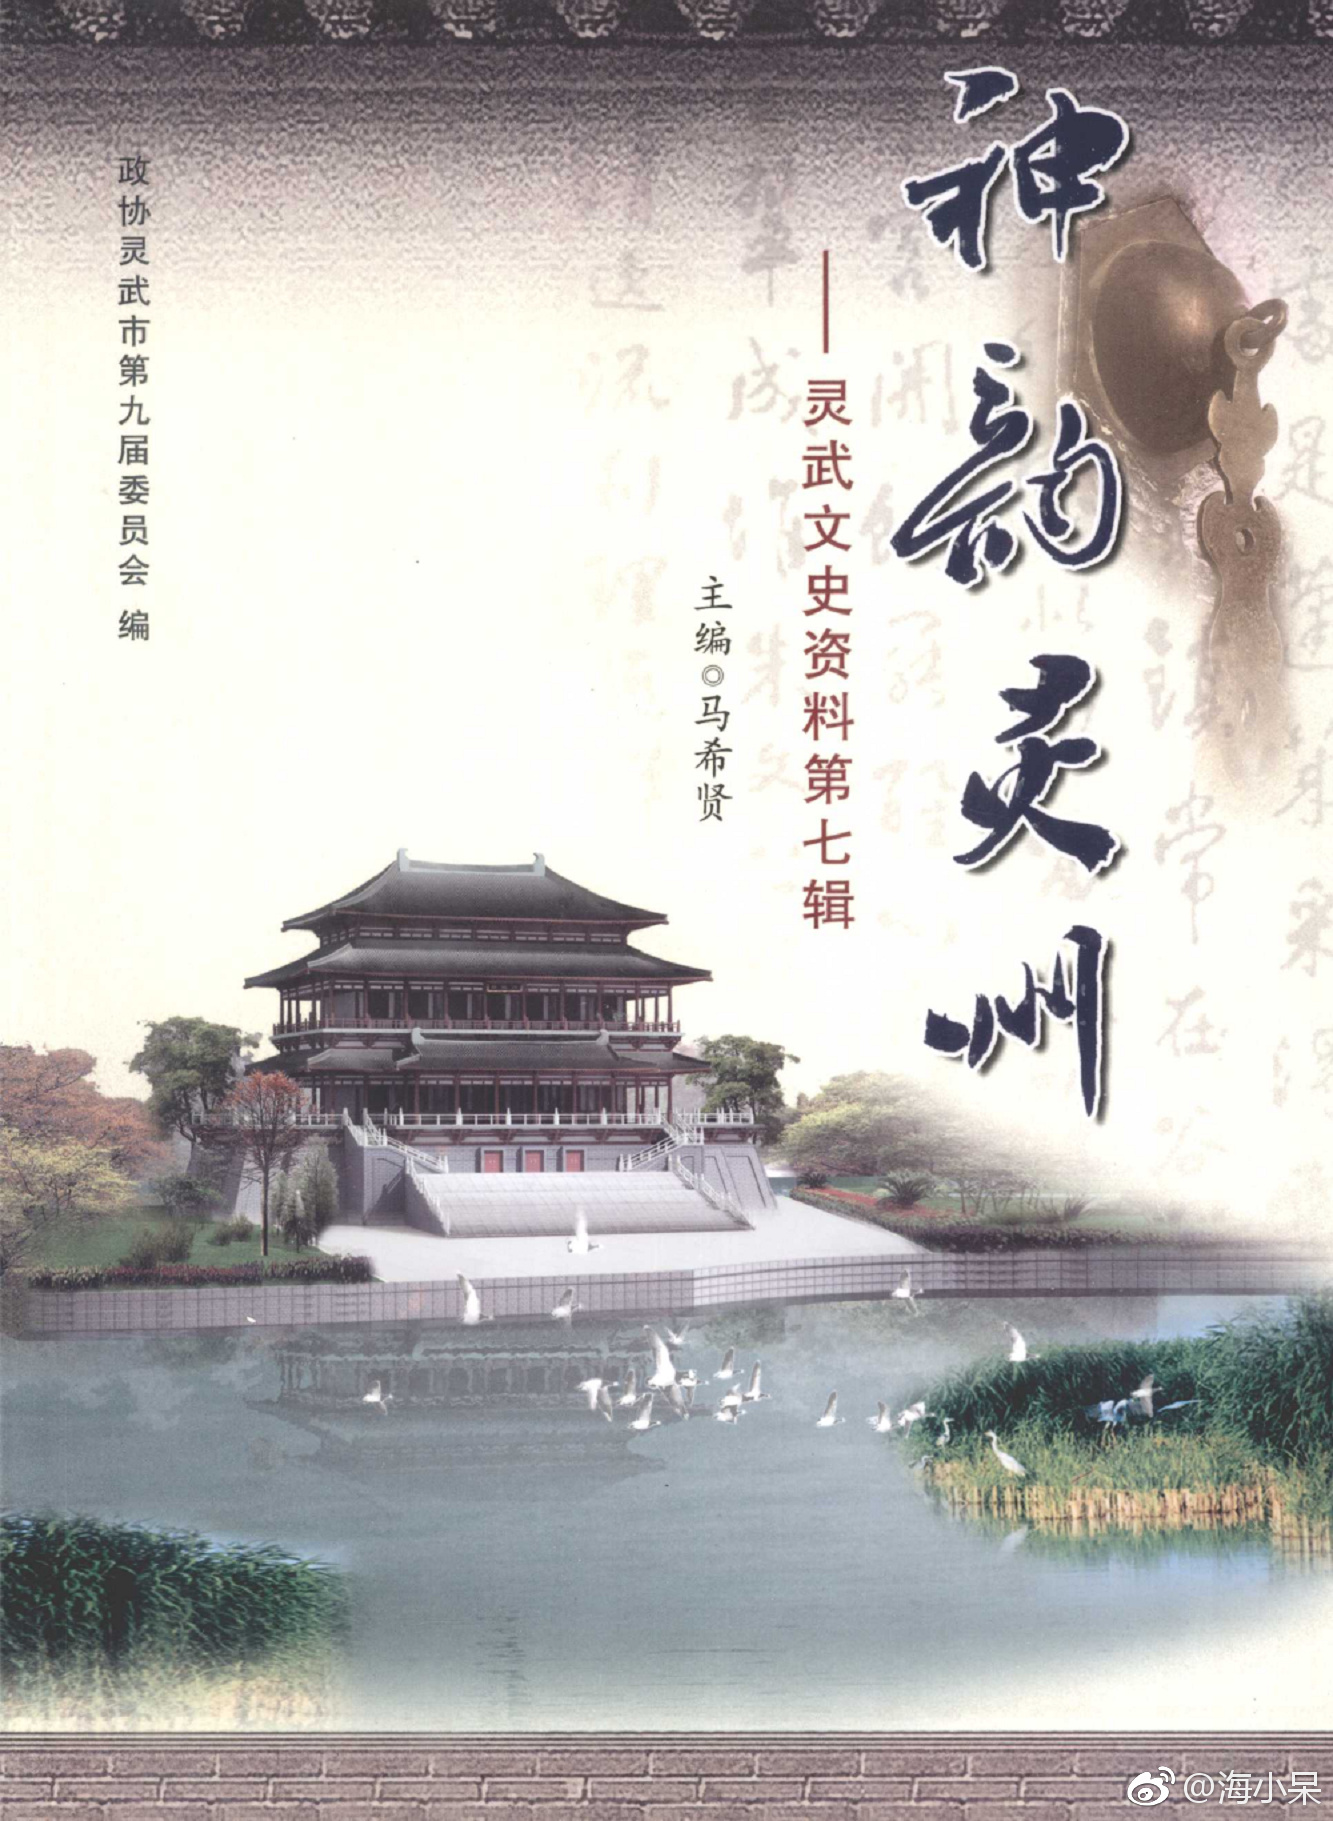 神韵灵州
——灵武文史资料第七辑
主编◎马希贤
政协灵武市第九届委员会 编
@海小呆